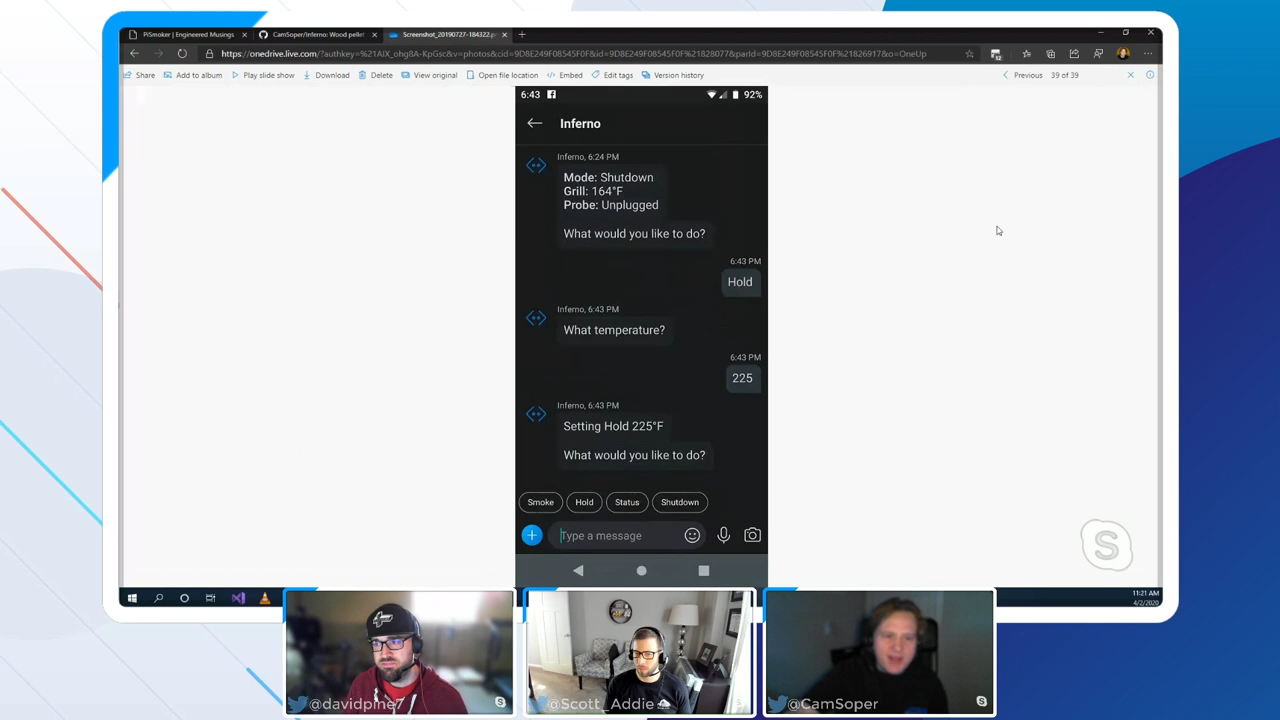 PiSmoker | Engineered Musings
CamSoper/Inferno: Wood pellet
Screenshot_20190727-184322.p
https://onedrive.live.com/?authkey=%21AIX_ohg8A-KpGsc&v=photos&cid=9D8E249F08545F0F&id=9D8E249F08545F0F%21828077&parId=9D8E249F08545F0F%21826917&o=OneUp
Share Add to album Play slide show Download Delete View original Open file location Embed Edit tags Version history Previous 39 of 39
6:43 92%
Inferno
Inferno, 6:24 PM
Mode: Shutdown
Grill: 164°F
Probe: Unplugged
What would you like to do?
6:43 PM
Hold
Inferno, 6:43 PM
What temperature?
6:43 PM
225
Inferno, 6:43 PM
Setting Hold 225°F
What would you like to do?
Smoke Hold Status Shutdown
Type a message
11:21 AM
4/2/2020
@davidpine7
@Scott_Addie
@CamSoper